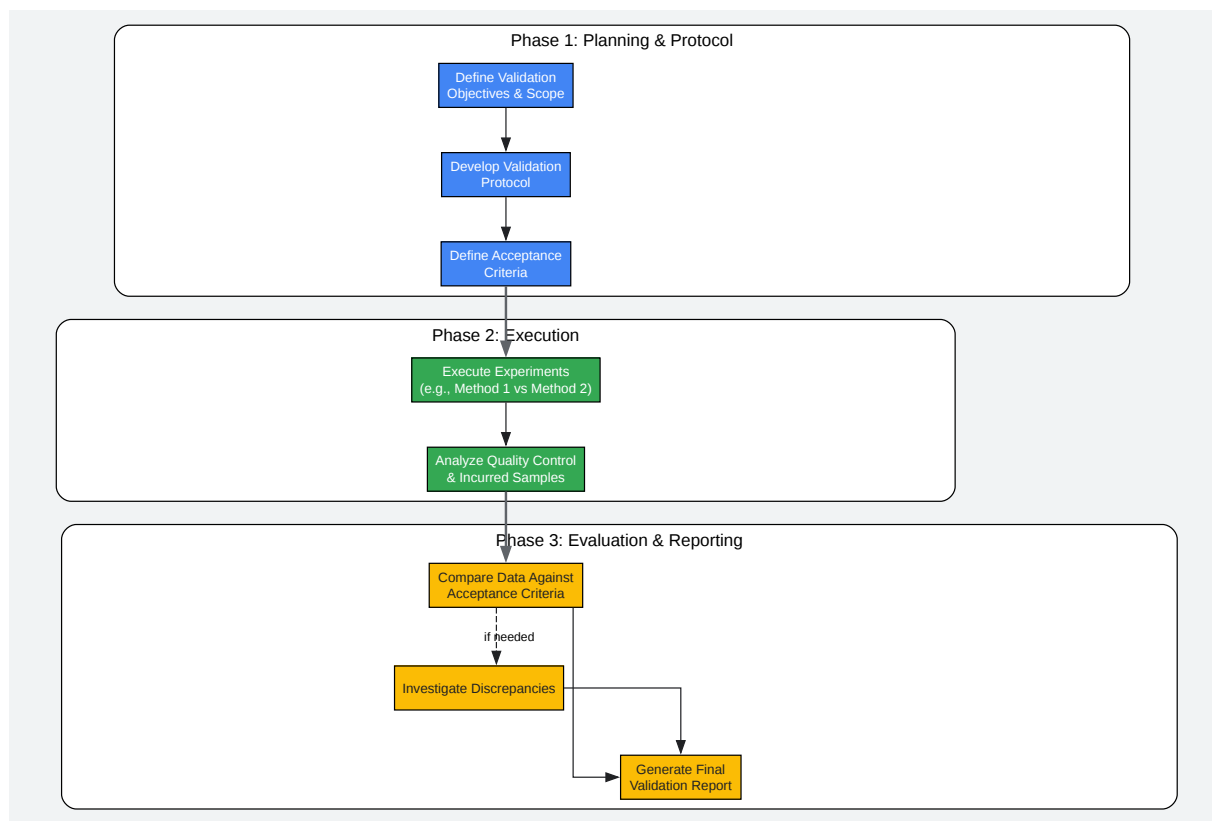 Phase 1: Planning & Protocol
Define Validation
Objectives & Scope
Develop Validation
Protocol
Define Acceptance
Criteria
Phase 2: Execution
Execute Experiments
(e.g., Method 1 vs Method 2)
Analyze Quality Control
& Incurred Samples
Phase 3: Evaluation & Reporting
Compare Data Against
Acceptance Criteria
if needed
Investigate Discrepancies
Generate Final
Validation Report